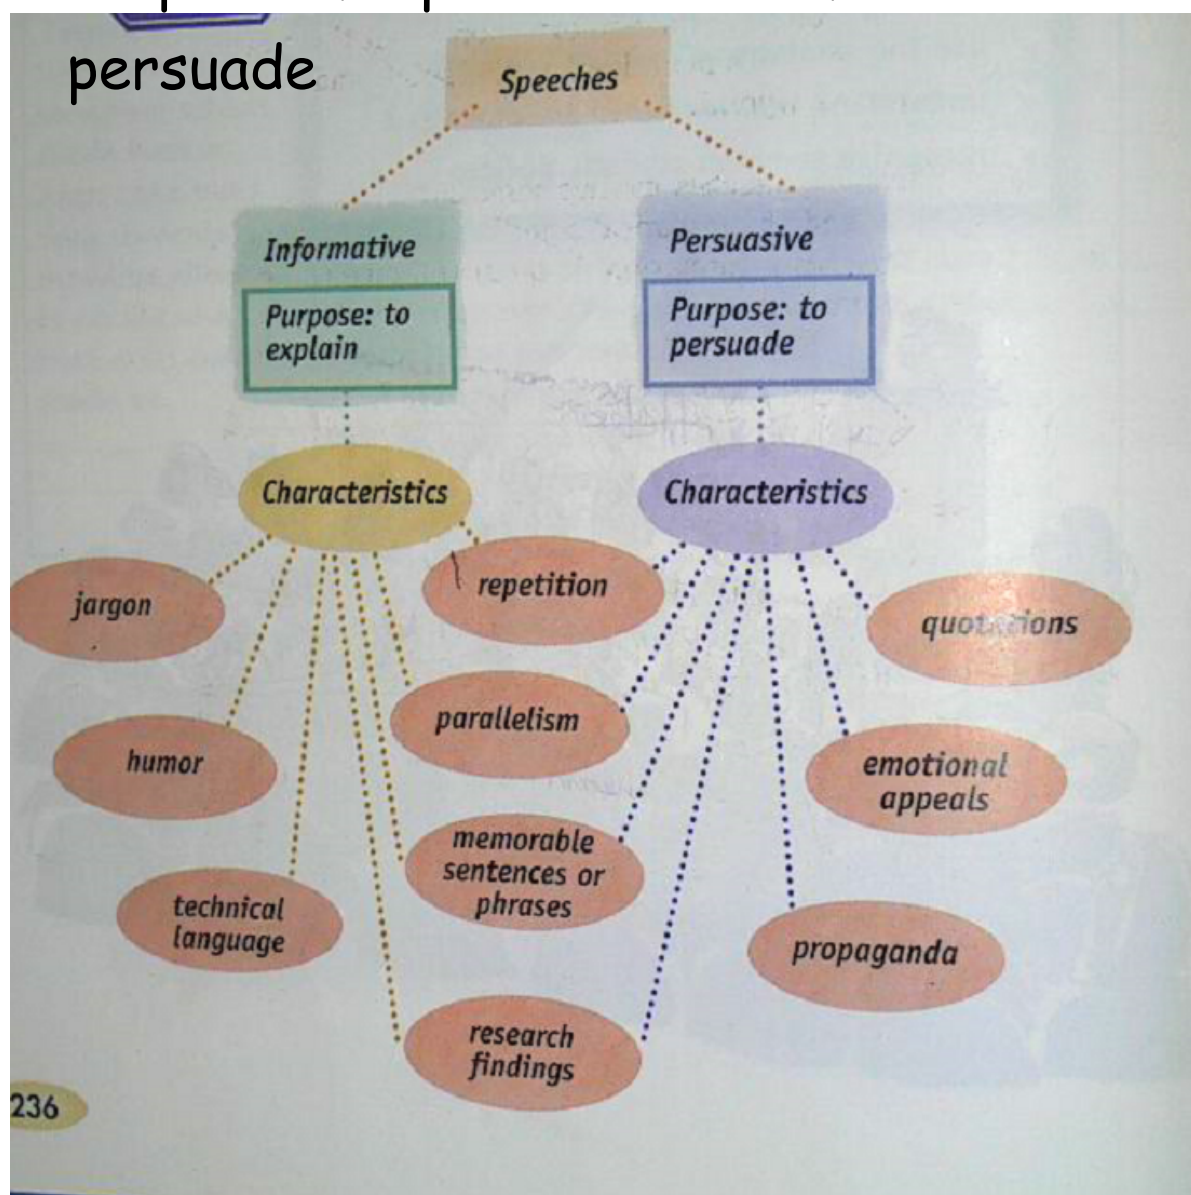 persuade
Speeches
Informative
Purpose: to
explain
Persuasive
Purpose: to
persuade
Characteristics
Characteristics
jargon
repetition
quotations
parallelism
humor
emotional
appeals
memorable
sentences or
phrases
technical
language
propaganda
research
findings
236